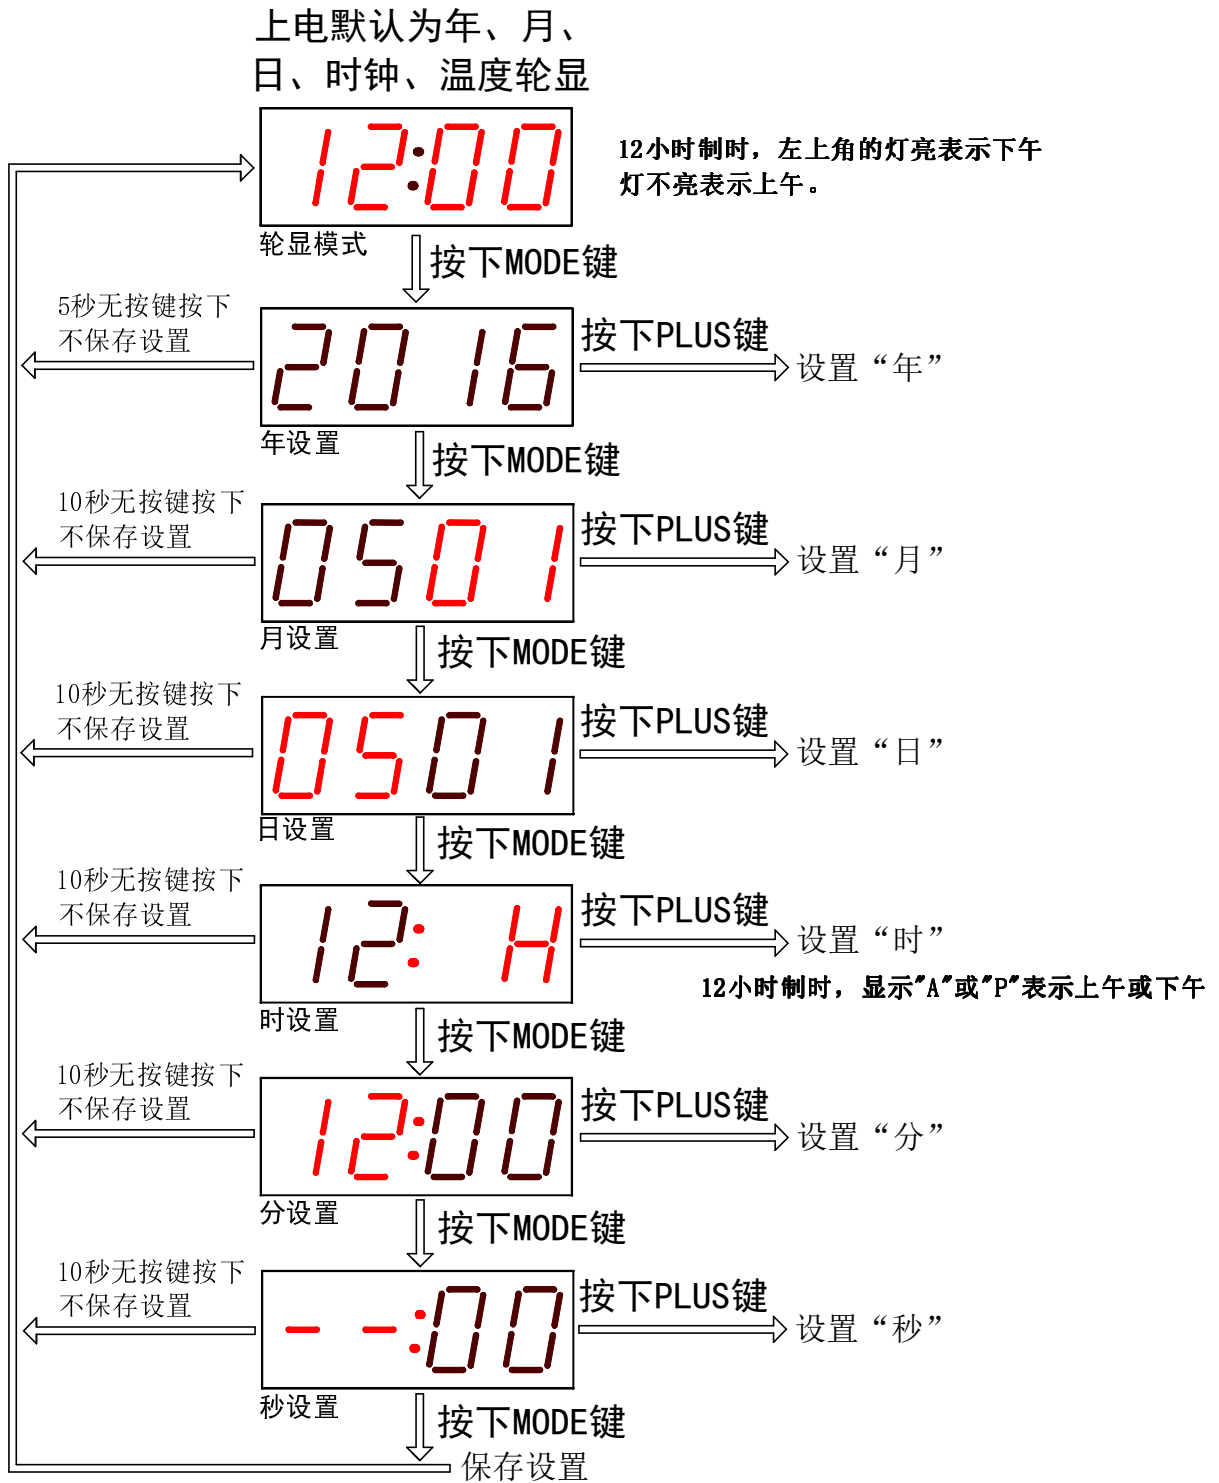 上电默认为年、月、
日、时钟、温度轮显
12:00
12小时制时，左上角的灯亮表示下午
灯不亮表示上午。
轮显模式
按下MODE键
5秒无按键按下
不保存设置
2016
按下PLUS键
设置“年”
年设置
按下MODE键
10秒无按键按下
不保存设置
0501
按下PLUS键
设置“月”
月设置
按下MODE键
10秒无按键按下
不保存设置
0501
按下PLUS键
设置“日”
日设置
按下MODE键
10秒无按键按下
不保存设置
12: H
按下PLUS键
设置“时”
12小时制时，显示"A"或"P"表示上午或下午
时设置
按下MODE键
10秒无按键按下
不保存设置
12:00
按下PLUS键
设置“分”
分设置
按下MODE键
10秒无按键按下
不保存设置
--:00
按下PLUS键
设置“秒”
秒设置
按下MODE键
保存设置